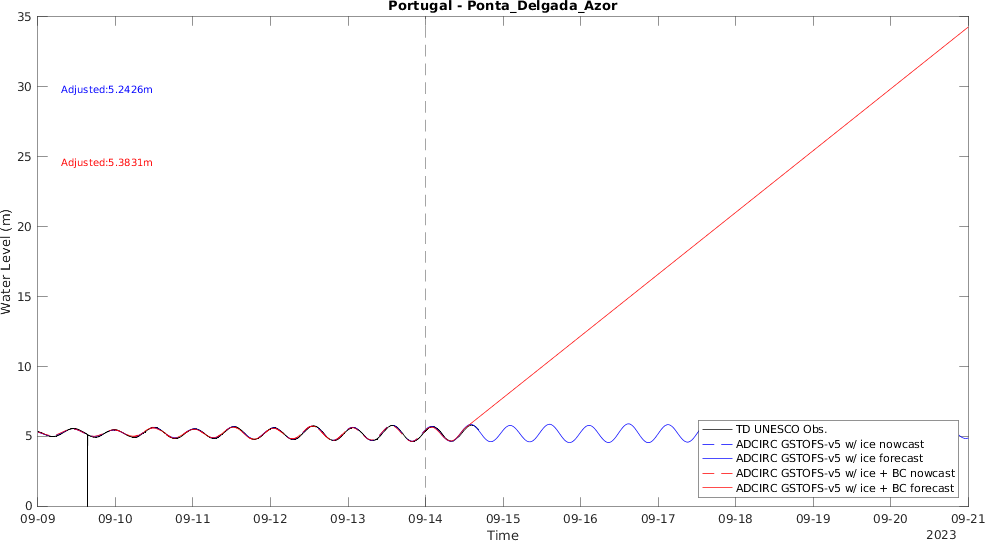 Portugal - Ponta_Delgada_Azor
35
30
25
20
15
10
5
0
Water Level (m)
Adjusted:5.2426m
Adjusted:5.3831m
TD UNESCO Obs.
ADCIRC GSTOFS-v5 w/ ice nowcast
ADCIRC GSTOFS-v5 w/ ice forecast
ADCIRC GSTOFS-v5 w/ ice + BC nowcast
ADCIRC GSTOFS-v5 w/ ice + BC forecast
09-09 09-10 09-11 09-12 09-13 09-14 09-15 09-16 09-17 09-18 09-19 09-20 09-21
Time
2023